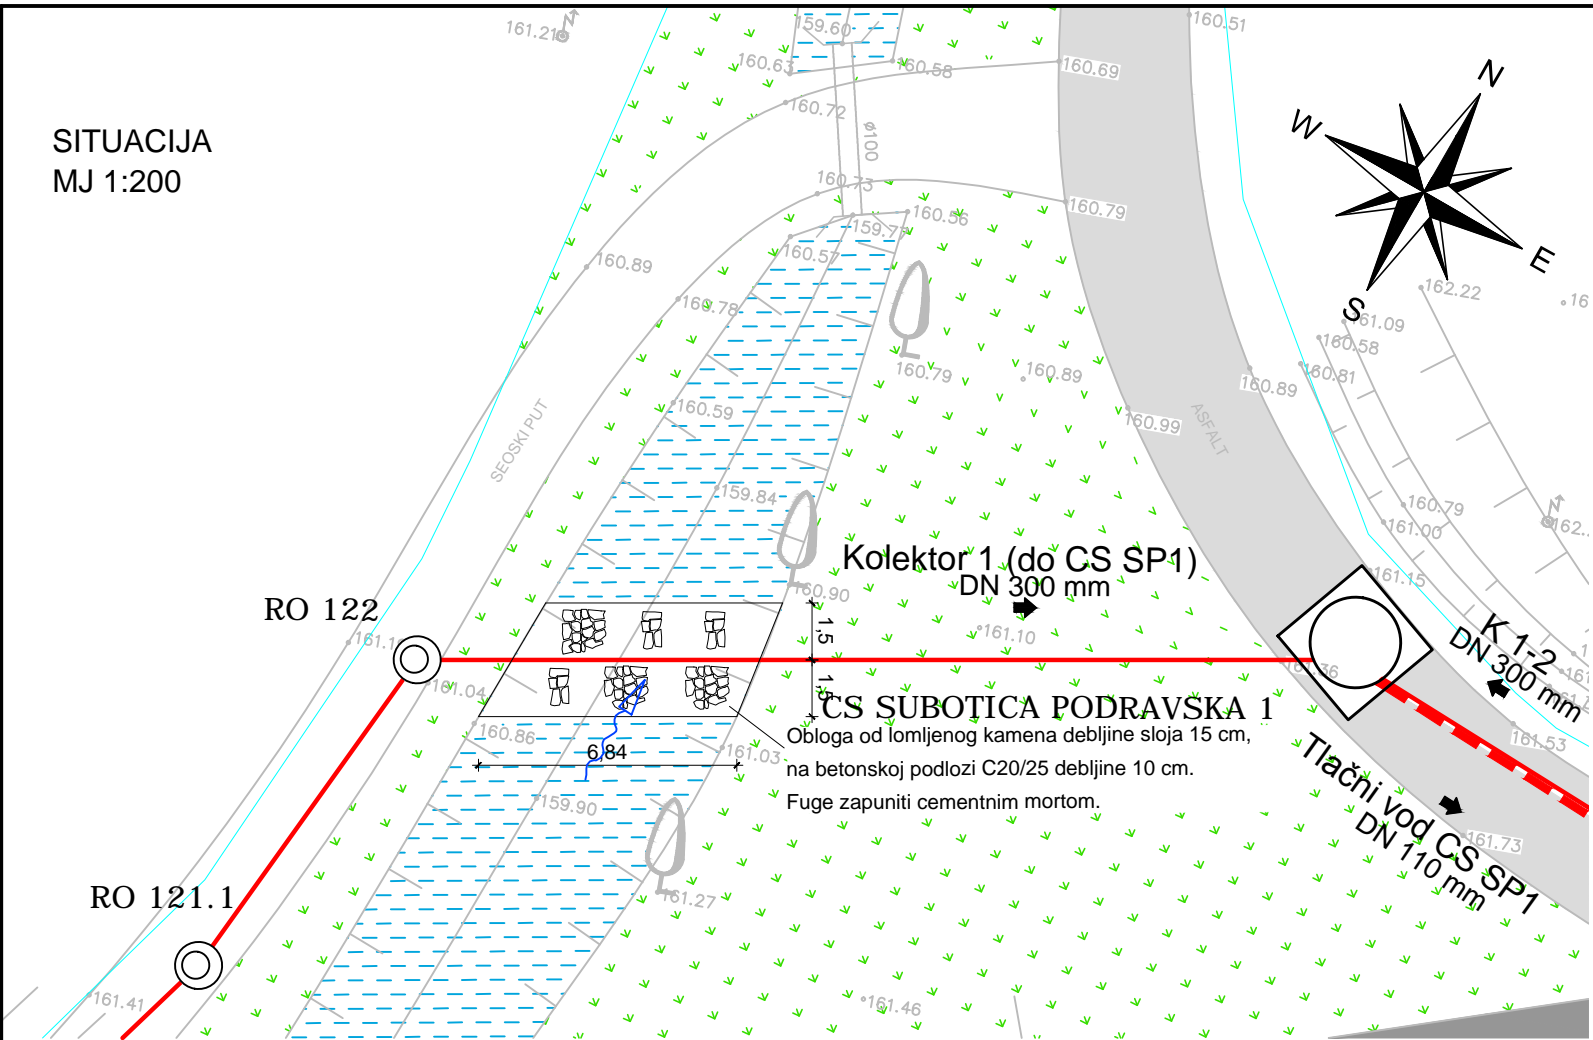 SITUACIJA
MJ 1:200
161.21
159.60
160.63
160.58
160.69
160.51
160.72
ø100
160.73
160.79
160.56
159.77
160.57
160.89
160.78
N
W
E
S
162.22
16
161.09
160.58
160.81
160.89
160.79
160.89
160.99
ASFALT
SEOSKI PUT
160.59
159.84
160.79
161.00
162.
161.15
Kolektor 1 (do CS SP1)
DN 300 mm
160.90
161.10
RO 122
161.04
1,5
1,5
K 1-2
DN 300 mm
CS SUBOTICA PODRAVSKA 1
160.86
6,84
161.03
161.53
Obloga od lomljenog kamena debljine sloja 15 cm,
na betonskoj podlozi C20/25 debljine 10 cm.
Fuge zapuniti cementnim mortom.
159.90
Tlačni vod CS SP1
DN 110 mm
161.73
RO 121.1
161.27
161.41
161.46